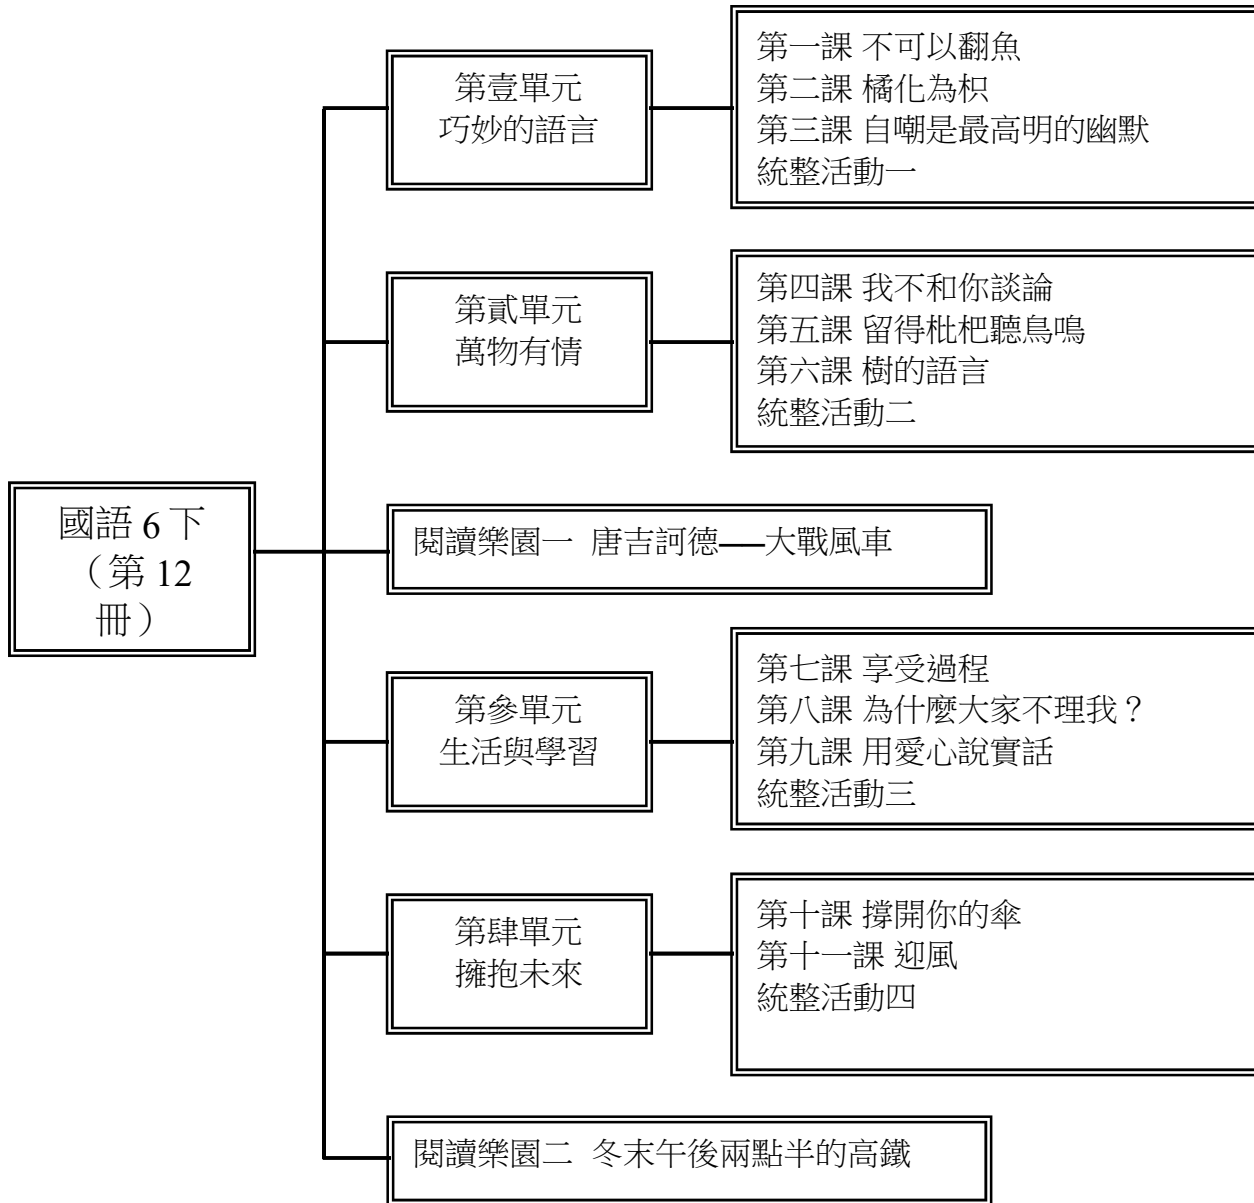 國語 6 下
（第 12
冊）
第壹單元
巧妙的語言
第一課 不可以翻魚
第二課 橘化為枳
第三課 自嘲是最高明的幽默
統整活動一
第貳單元
萬物有情
第四課 我不和你談論
第五課 留得枇杷聽鳥鳴
第六課 樹的語言
統整活動二
閱讀樂園一 唐吉訶德──大戰風車
第參單元
生活與學習
第七課 享受過程
第八課 為什麼大家不理我？
第九課 用愛心說實話
統整活動三
第肆單元
擁抱未來
第十課 撐開你的傘
第十一課 迎風
統整活動四
閱讀樂園二 冬末午後兩點半的高鐵